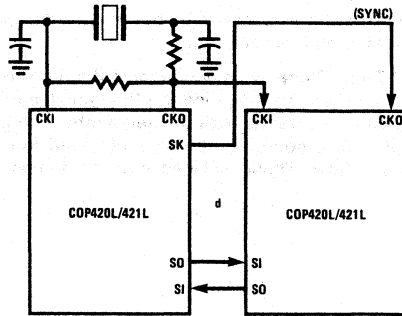 (SYNC)
CKI CKO CKI CKO
SK
COP420L/421L d COP420L/421L
SO SI
SI SO